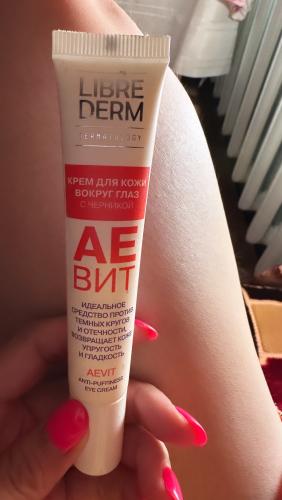 LIBRE
DERM
DERMATOLOGY
КРЕМ ДЛЯ КОЖИ
ВОКРУГ ГЛАЗ
С ЧЕРНИКОЙ
АЕ
ВИТ
ИДЕАЛЬНОЕ
СРЕДСТВО ПРОТИВ
ТЕМНЫХ КРУГОВ
И ОТЕЧНОСТИ,
ВОЗВРАЩАЕТ КОЖЕ
УПРУГОСТЬ
И ГЛАДКОСТЬ
AEVIT
ANTI-PUFFINESS
EYE CREAM